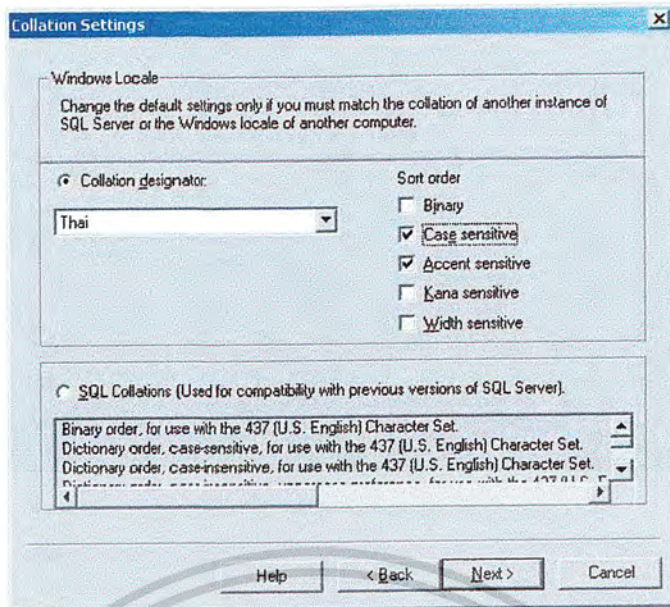 Collation Settings
Windows Locale
Change the default settings only if you must match the collation of another instance of
SQL Server or the Windows locale of another computer.
Collation designator:
Thai
Sort order
Binary
Case sensitive
Accent sensitive
Kana sensitive
Width sensitive
SQL Collations (Used for compatibility with previous versions of SQL Server).
Binary order, for use with the 437 (U.S. English) Character Set.
Dictionary order, case-sensitive, for use with the 437 (U.S. English) Character Set.
Dictionary order, case-insensitive, for use with the 437 (U.S. English) Character Set.
Help
< Back
Next >
Cancel